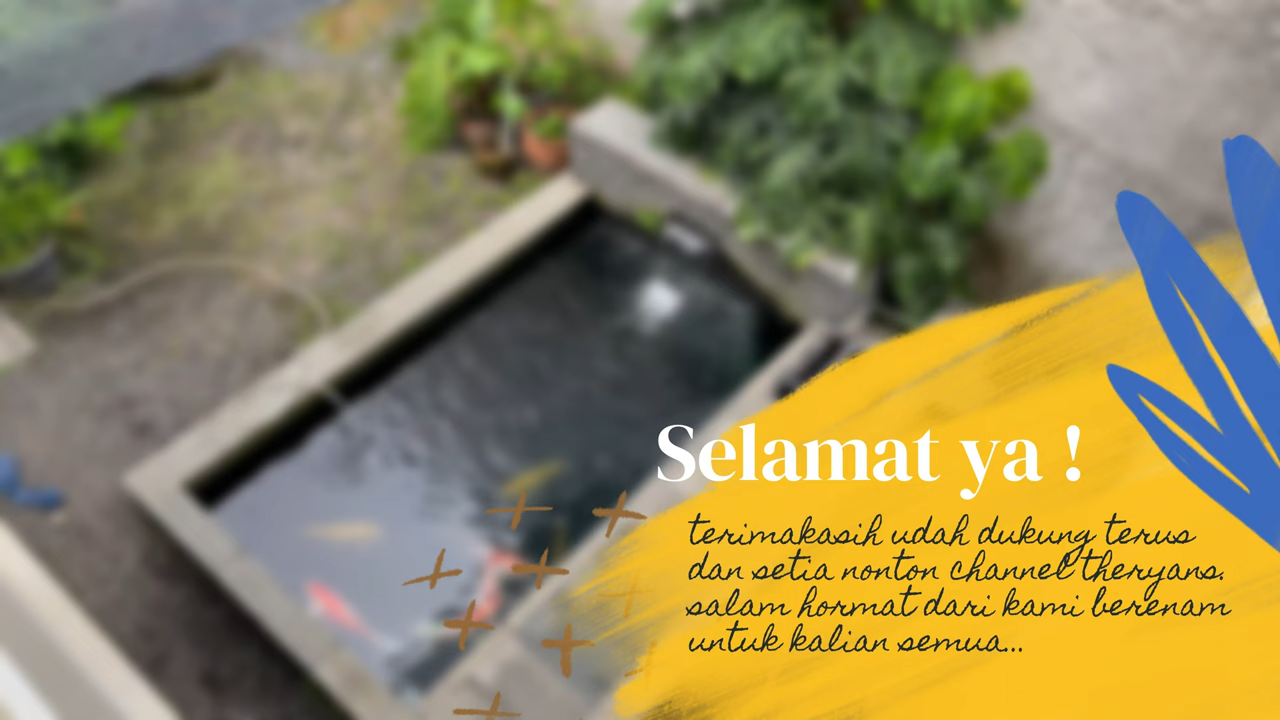 Selamat ya !
terimakasih udah dukung terus
dan setia nonton channel theryans.
salam hormat dari kami berenam
untuk kalian semua...